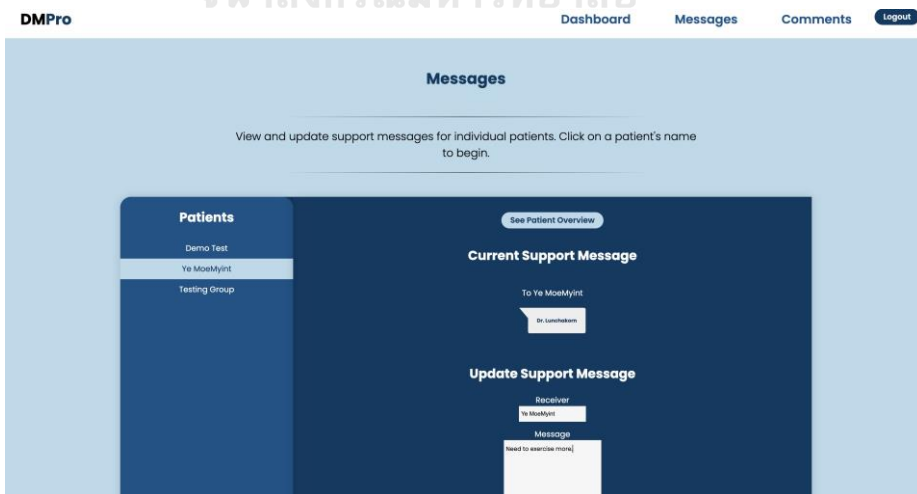 DMPro
Dashboard
Messages
Comments
Logout
Messages
View and update support messages for individual patients. Click on a patient's name
to begin.
Patients
Demo Test
Ye MoeMyint
Testing Group
See Patient Overview
Current Support Message
To Ye MoeMyint
Dr. Lunchakorn
Update Support Message
Receiver
Ye MoeMyint
Message
Need to exercise more.